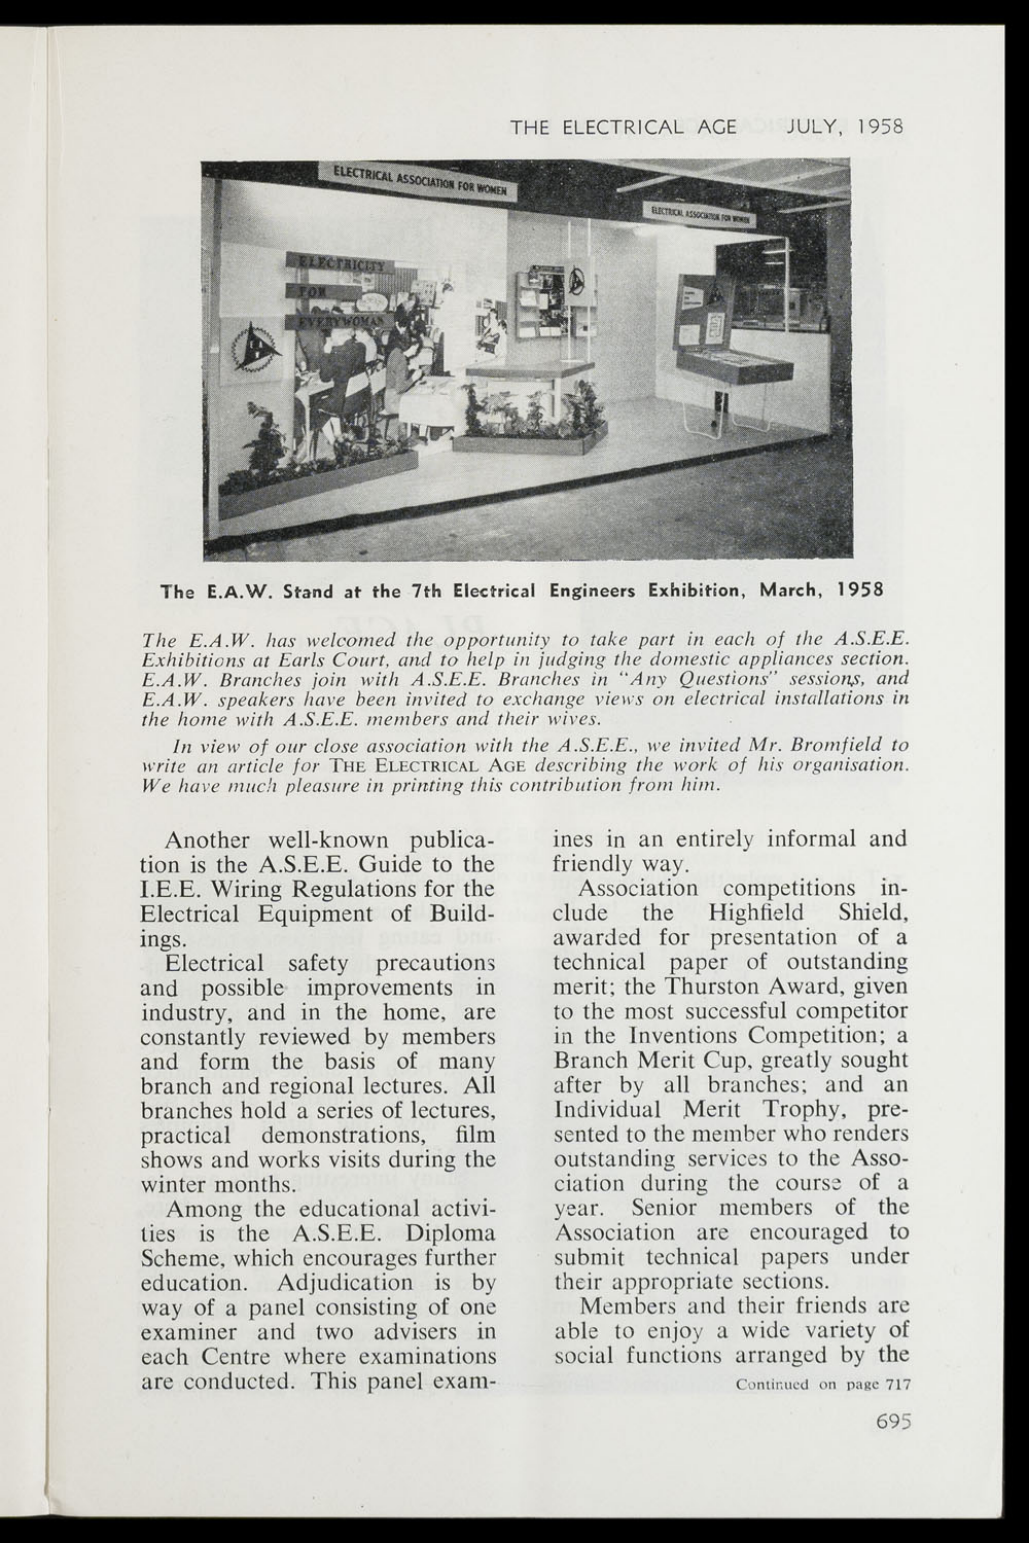 THE ELECTRICAL AGE JULY, 1958
ELECTRICAL ASSOCIATION FOR WOMEN
ELECTRICAL ASSOCIATION FOR WOMEN
ELECTRICITY
FOR
EVERYWOMAN
The E.A.W. Stand at the 7th Electrical Engineers Exhibition, March, 1958
The E.A.W. has welcomed the opportunity to take part in each of the A.S.E.E.
Exhibitions at Earls Court, and to help in judging the domestic appliances section.
E.A.W. Branches join with A.S.E.E. Branches in "Any Questions" sessions, and
E.A.W. speakers have been invited to exchange views on electrical installations in
the home with A.S.E.E. members and their wives.
In view of our close association with the A.S.E.E., we invited Mr. Bromfield to
write an article for THE ELECTRICAL AGE describing the work of his organisation.
We have much pleasure in printing this contribution from him.
Another well-known publica-
tion is the A.S.E.E. Guide to the
I.E.E. Wiring Regulations for the
Electrical Equipment of Build-
ings.
Electrical safety precautions
and possible improvements in
industry, and in the home, are
constantly reviewed by members
and form the basis of many
branch and regional lectures. All
branches hold a series of lectures,
practical demonstrations, film
shows and works visits during the
winter months.
Among the educational activi-
ties is the A.S.E.E. Diploma
Scheme, which encourages further
education. Adjudication is by
way of a panel consisting of one
examiner and two advisers in
each Centre where examinations
are conducted. This panel exam-
ines in an entirely informal and
friendly way.
Association competitions in-
clude the Highfield Shield,
awarded for presentation of a
technical paper of outstanding
merit; the Thurston Award, given
to the most successful competitor
in the Inventions Competition; a
Branch Merit Cup, greatly sought
after by all branches; and an
Individual Merit Trophy, pre-
sented to the member who renders
outstanding services to the Asso-
ciation during the course of a
year. Senior members of the
Association are encouraged to
submit technical papers under
their appropriate sections.
Members and their friends are
able to enjoy a wide variety of
social functions arranged by the
Continued on page 717
695